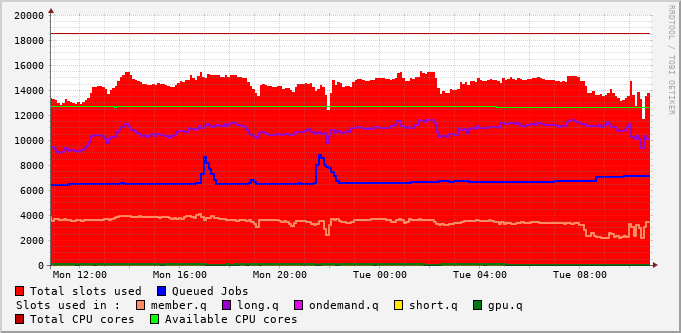 20000
18000
16000
14000
12000
10000
8000
6000
4000
2000
0
Mon 12:00 Mon 16:00 Mon 20:00 Tue 00:00 Tue 04:00 Tue 08:00
Total slots used Queued Jobs
Slots used in : member.q long.q ondemand.q short.q gpu.q
Total CPU cores Available CPU cores
RRDTOOL / TOBI OETIKER